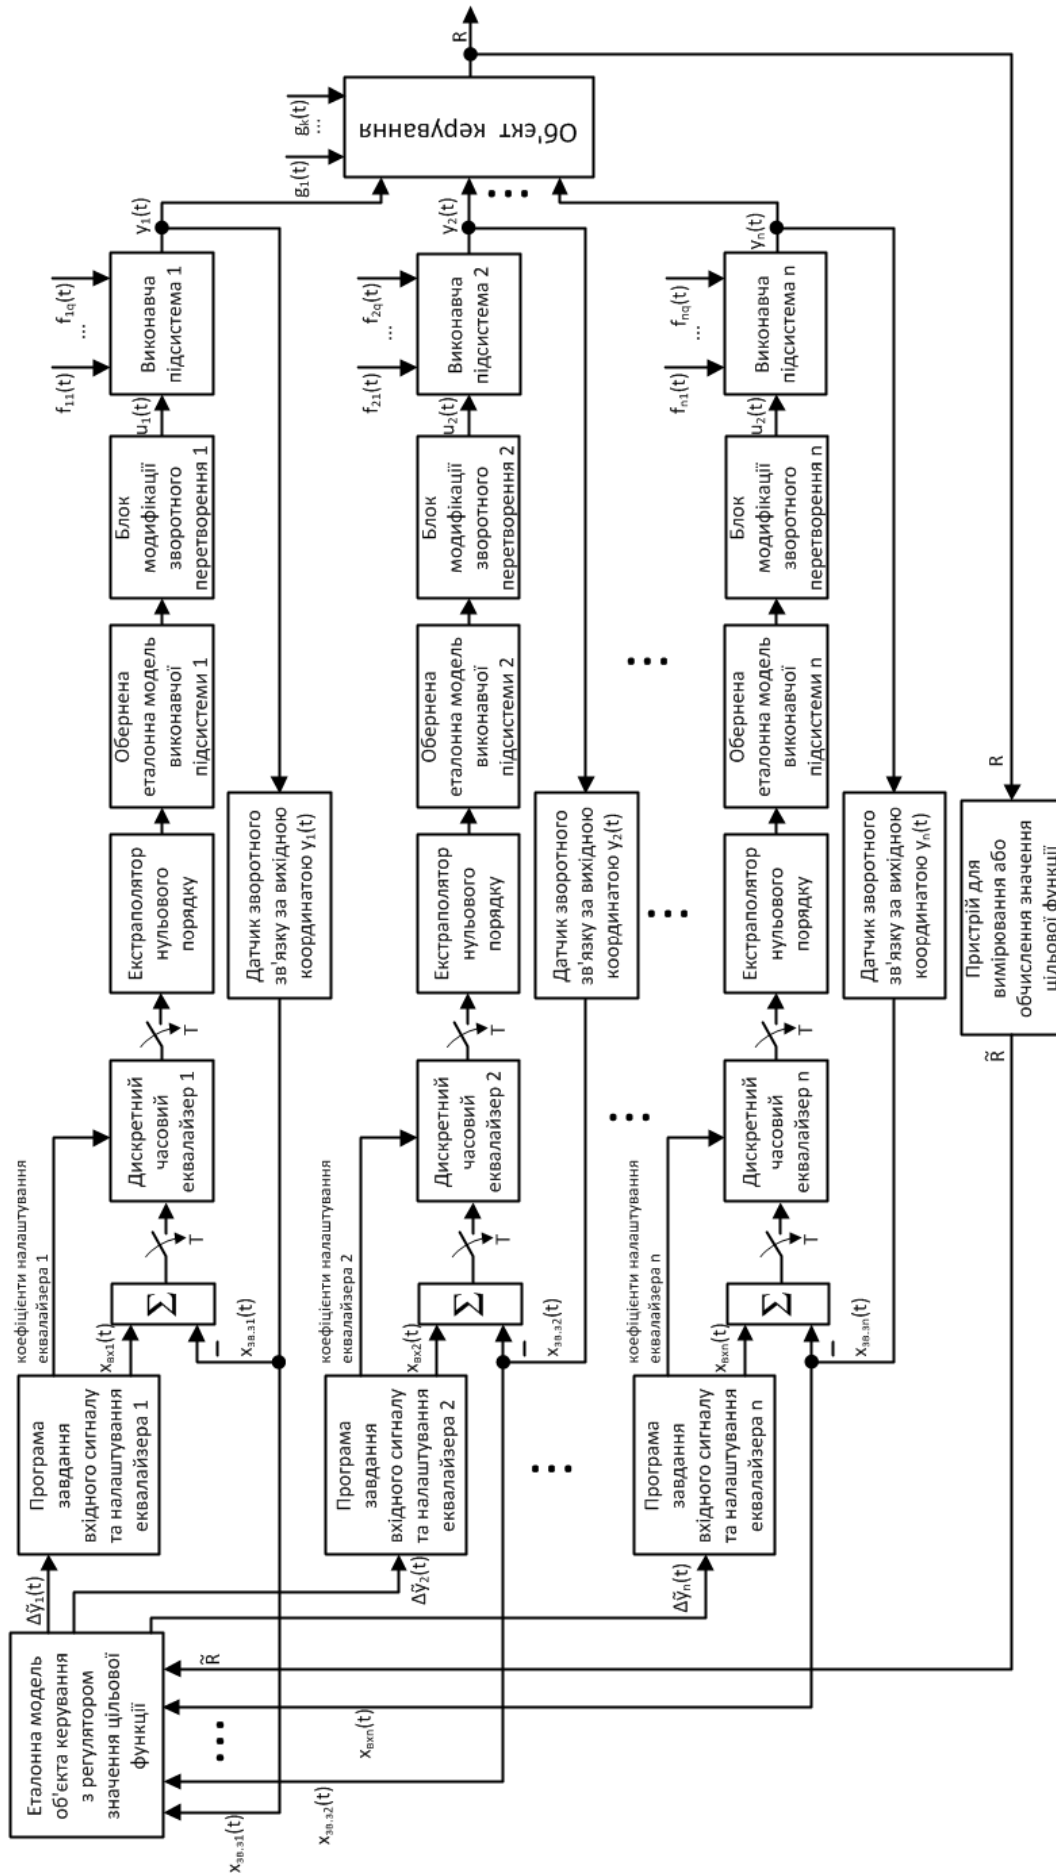 Еталонна модель
об'єкта керування
з регулятором
значення цільової
функції
xзв.з1(t)
xзв.з2(t)
...
xвхn(t)
R̃
Δỹ1(t)
Δỹ2(t)
Δỹn(t)
Програма
завдання
вхідного сигналу
та налаштування
еквалайзера 1
коефіцієнти налаштування
еквалайзера 1
xвх1(t)
–
xзв.з1(t)
Σ
T
Дискретний
часовий
еквалайзер 1
T
Екстраполятор
нульового
порядку
Обернена
еталонна модель
виконавчої
підсистеми 1
Блок
модифікації
зворотного
перетворення 1
u1(t)
f11(t)
...
f1q(t)
Виконавча
підсистема 1
y1(t)
Датчик зворотного
зв'язку за вихідною
координатою y1(t)
Програма
завдання
вхідного сигналу
та налаштування
еквалайзера 2
коефіцієнти налаштування
еквалайзера 2
xвх2(t)
–
xзв.з2(t)
Σ
T
Дискретний
часовий
еквалайзер 2
T
Екстраполятор
нульового
порядку
Обернена
еталонна модель
виконавчої
підсистеми 2
Блок
модифікації
зворотного
перетворення 2
u2(t)
f21(t)
...
f2q(t)
Виконавча
підсистема 2
y2(t)
Датчик зворотного
зв'язку за вихідною
координатою y2(t)
g1(t)
...
gk(t)
Об'єкт керування
R
...
...
...
...
...
Програма
завдання
вхідного сигналу
та налаштування
еквалайзера n
коефіцієнти налаштування
еквалайзера n
xвхn(t)
–
xзв.зn(t)
Σ
T
Дискретний
часовий
еквалайзер n
T
Екстраполятор
нульового
порядку
Обернена
еталонна модель
виконавчої
підсистеми n
Блок
модифікації
зворотного
перетворення n
u2(t)
fn1(t)
...
fnq(t)
Виконавча
підсистема n
yn(t)
Датчик зворотного
зв'язку за вихідною
координатою yn(t)
R̃
Пристрій для
вимірювання або
обчислення значення
цільової функції
R